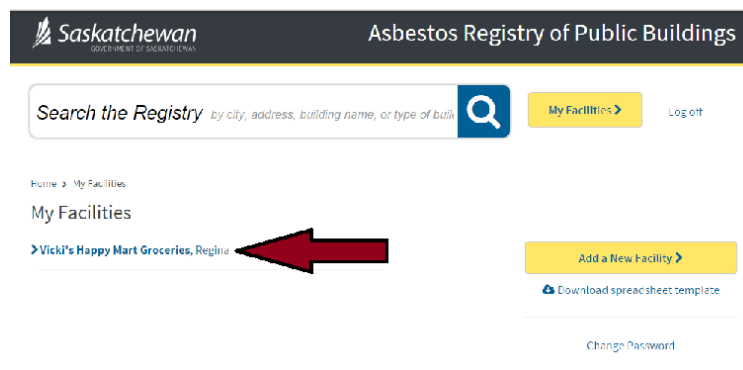 Saskatchewan
GOVERNMENT OF SASKATCHEWAN
Asbestos Registry of Public Buildings
Search the Registry by city, address, building name, or type of buil
My Facilities
Log off
Home > My Facilities
My Facilities
Vicki's Happy Mart Groceries, Regina
Add a New Facility
Download spreadsheet template
Change Password